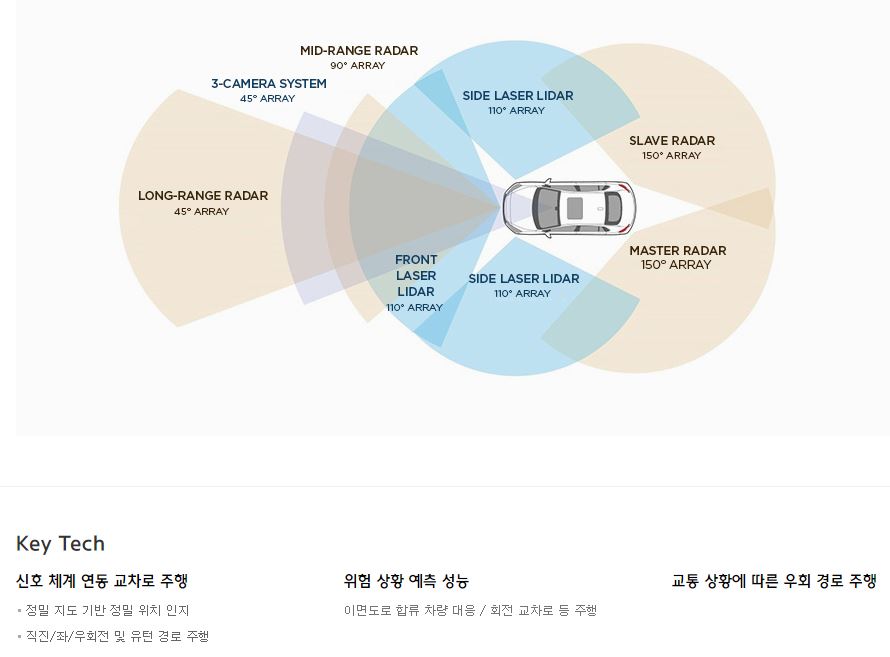 MID-RANGE RADAR
90° ARRAY
3-CAMERA SYSTEM
45° ARRAY
SIDE LASER LIDAR
110° ARRAY
SLAVE RADAR
150° ARRAY
LONG-RANGE RADAR
45° ARRAY
MASTER RADAR
150° ARRAY
FRONT
LASER
LIDAR
110° ARRAY
SIDE LASER LIDAR
110° ARRAY
Key Tech
신호 체계 연동 교차로 주행
• 정밀 지도 기반 정밀 위치 인지
• 직진/좌/우회전 및 유턴 경로 주행
위험 상황 예측 성능
이면도로 합류 차량 대응 / 회전 교차로 등 주행
교통 상황에 따른 우회 경로 주행